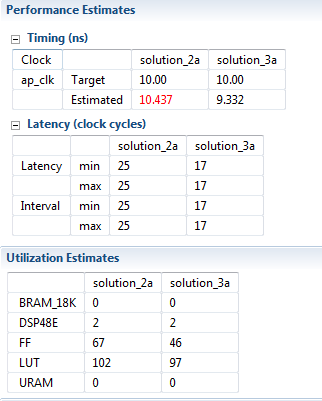 Performance Estimates
Timing (ns)
Clock solution_2a solution_3a
ap_clk Target 10.00 10.00
Estimated 10.437 9.332
Latency (clock cycles)
solution_2a solution_3a
Latency min 25 17
max 25 17
Interval min 25 17
max 25 17
Utilization Estimates
solution_2a solution_3a
BRAM_18K 0 0
DSP48E 2 2
FF 67 46
LUT 102 97
URAM 0 0